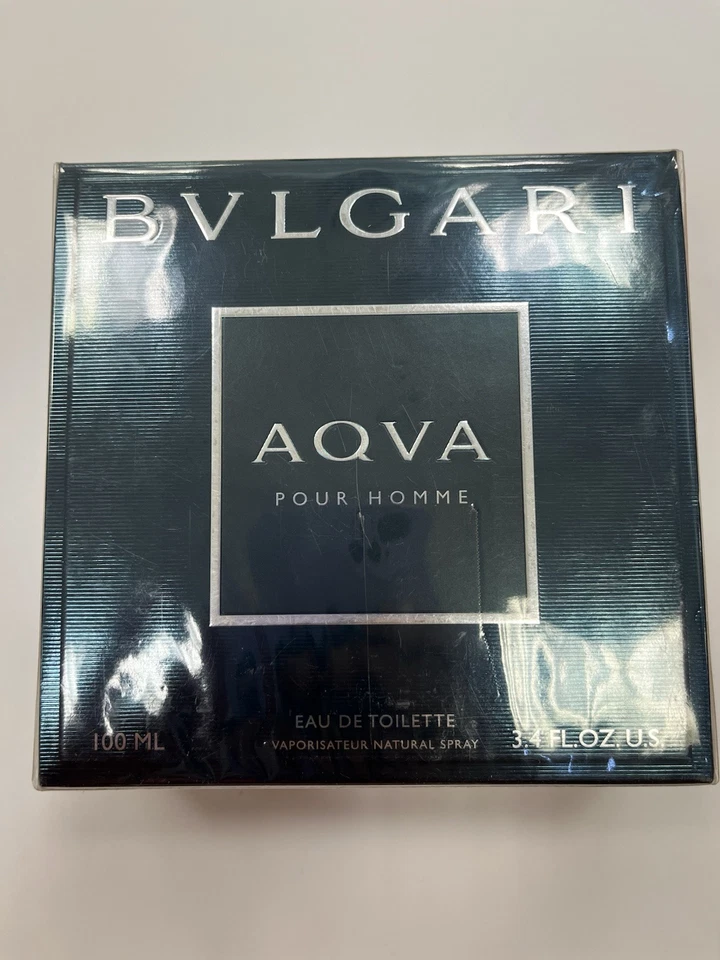 BVLGARI
AQVA
POUR HOMME
EAU DE TOILETTE
100 ML VAPORISATEUR NATURAL SPRAY 3.4 FL.OZ. U.S.